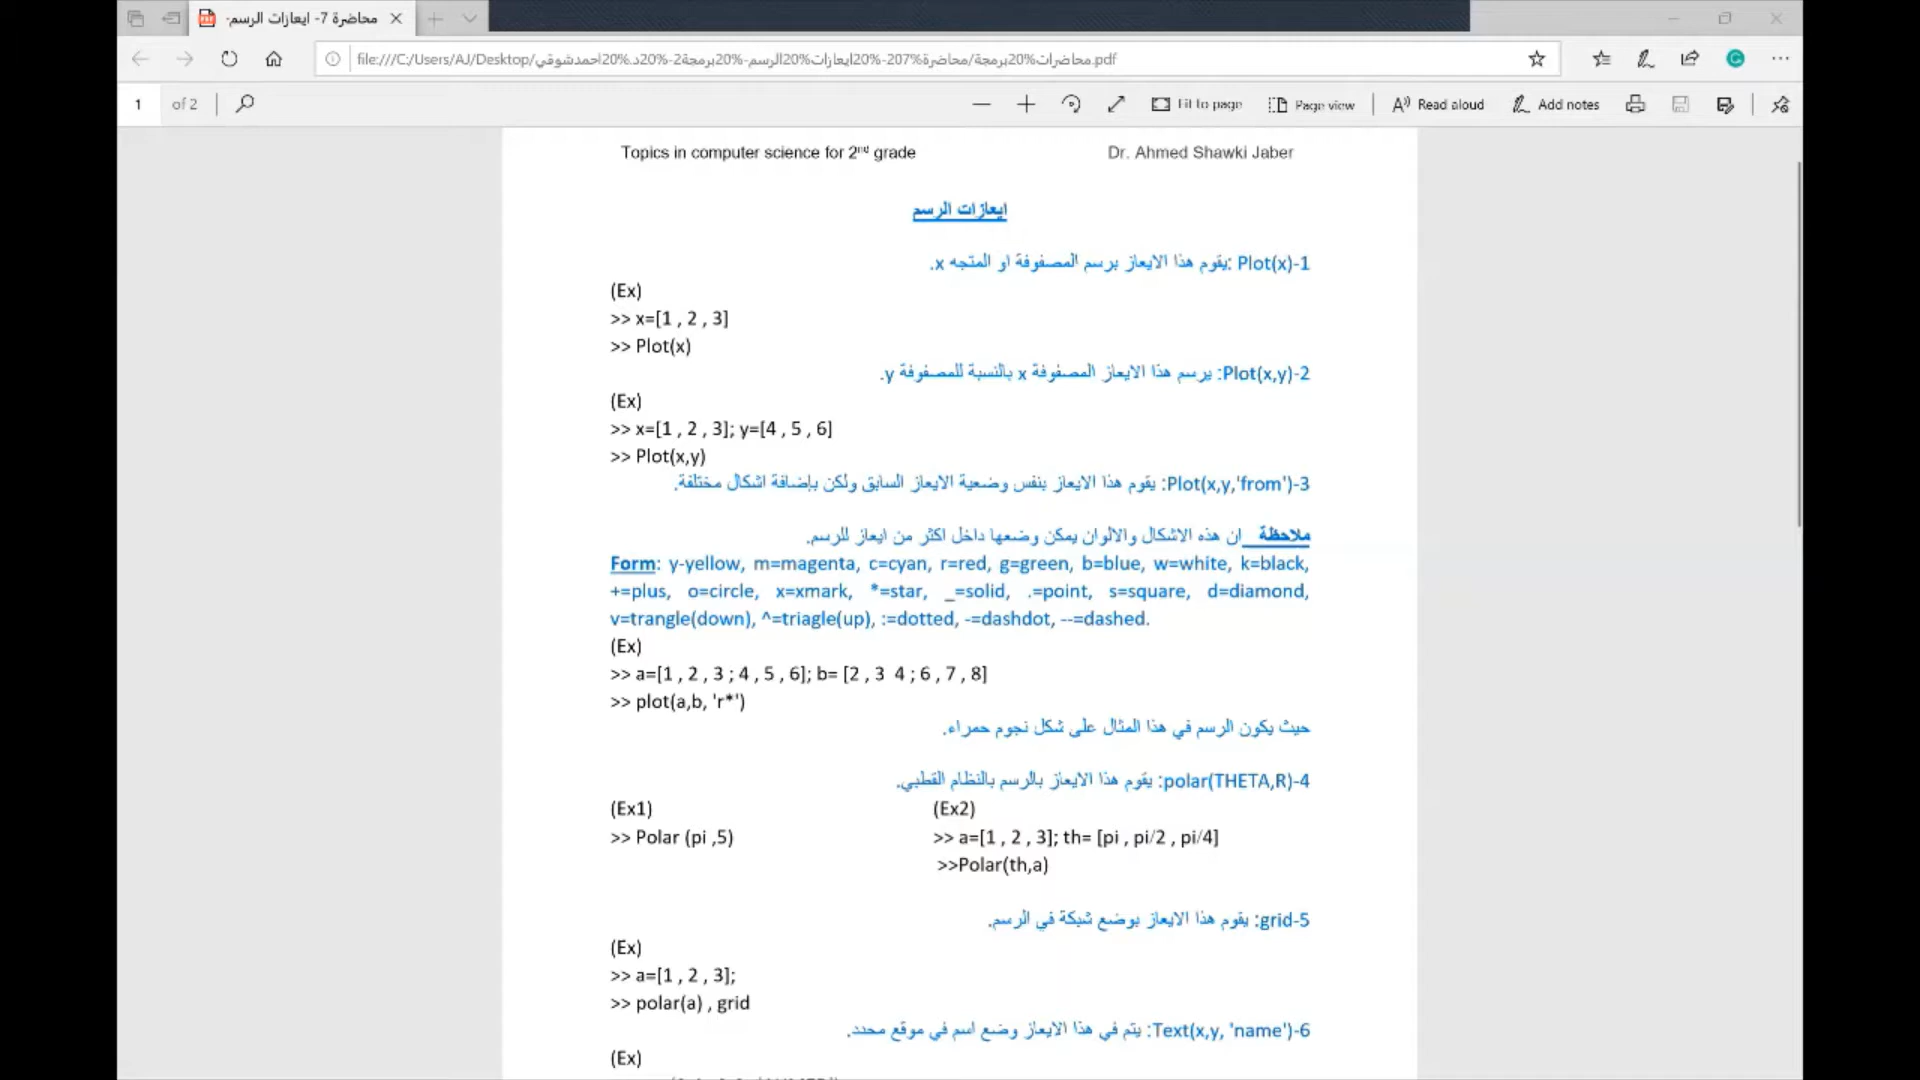 محاضرة 7- ايعازات الرسم-
file:///C:/Users/AJ/Desktop/محاضرات%20برمجة/محاضرة%207-%20ايعازات%20الرسم-%20برمجة2-%20د.%20احمدشوقي.pdf
1 of 2
Fit to page
Page view
Read aloud
Add notes
Topics in computer science for 2nd grade
Dr. Ahmed Shawki Jaber
ايعازات الرسم
1-Plot(x) :يقوم هذا الايعاز برسم المصفوفة او المتجه x.
(Ex)
>> x=[1 , 2 , 3]
>> Plot(x)
2-Plot(x,y): يرسم هذا الايعاز المصفوفة x بالنسبة للمصفوفة y.
(Ex)
>> x=[1 , 2 , 3]; y=[4 , 5 , 6]
>> Plot(x,y)
3-Plot(x,y,'from'): يقوم هذا الايعاز بنفس وضعية الايعاز السابق ولكن بإضافة اشكال مختلفة.
ملاحظة_ ان هذه الاشكال والالوان يمكن وضعها داخل اكثر من ايعاز للرسم.
Form: y-yellow, m=magenta, c=cyan, r=red, g=green, b=blue, w=white, k=black,
+=plus, o=circle, x=xmark, *=star, _=solid, .=point, s=square, d=diamond,
v=trangle(down), ^=triagle(up), :=dotted, -=dashdot, --=dashed.
(Ex)
>> a=[1 , 2 , 3 ; 4 , 5 , 6]; b= [2 , 3 4 ; 6 , 7 , 8]
>> plot(a,b, 'r*')
حيث يكون الرسم في هذا المثال على شكل نجوم حمراء.
4-polar(THETA,R): يقوم هذا الايعاز بالرسم بالنظام القطبي.
(Ex1)
>> Polar (pi ,5)
(Ex2)
>> a=[1 , 2 , 3]; th= [pi , pi/2 , pi/4]
>>Polar(th,a)
5-grid: يقوم هذا الايعاز بوضع شبكة في الرسم.
(Ex)
>> a=[1 , 2 , 3];
>> polar(a) , grid
6-Text(x,y, 'name'): يتم في هذا الايعاز وضع اسم في موقع محدد.
(Ex)